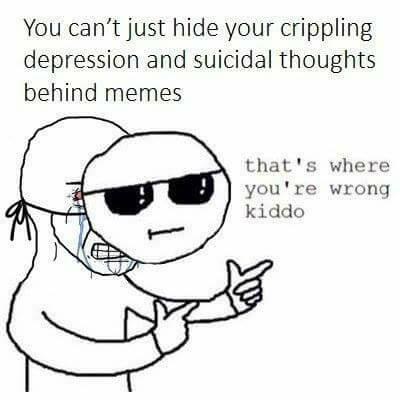 You can’t just hide your crippling
depression and suicidal thoughts
behind memes
that's where
you're wrong
kiddo